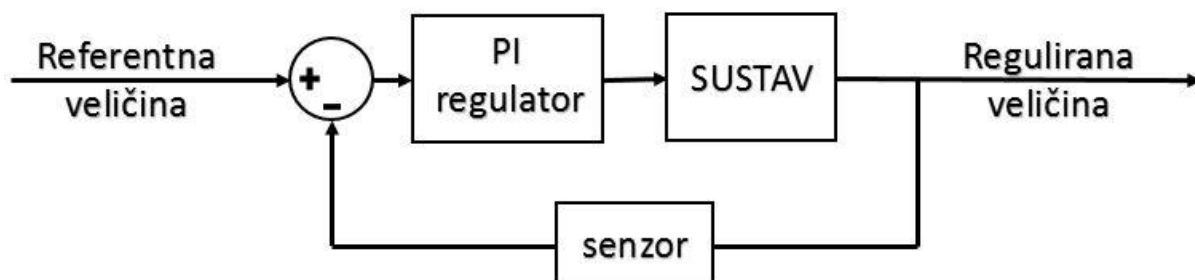 Referentna
veličina
+
-
PI
regulator
SUSTAV
Regulirana
veličina
senzor